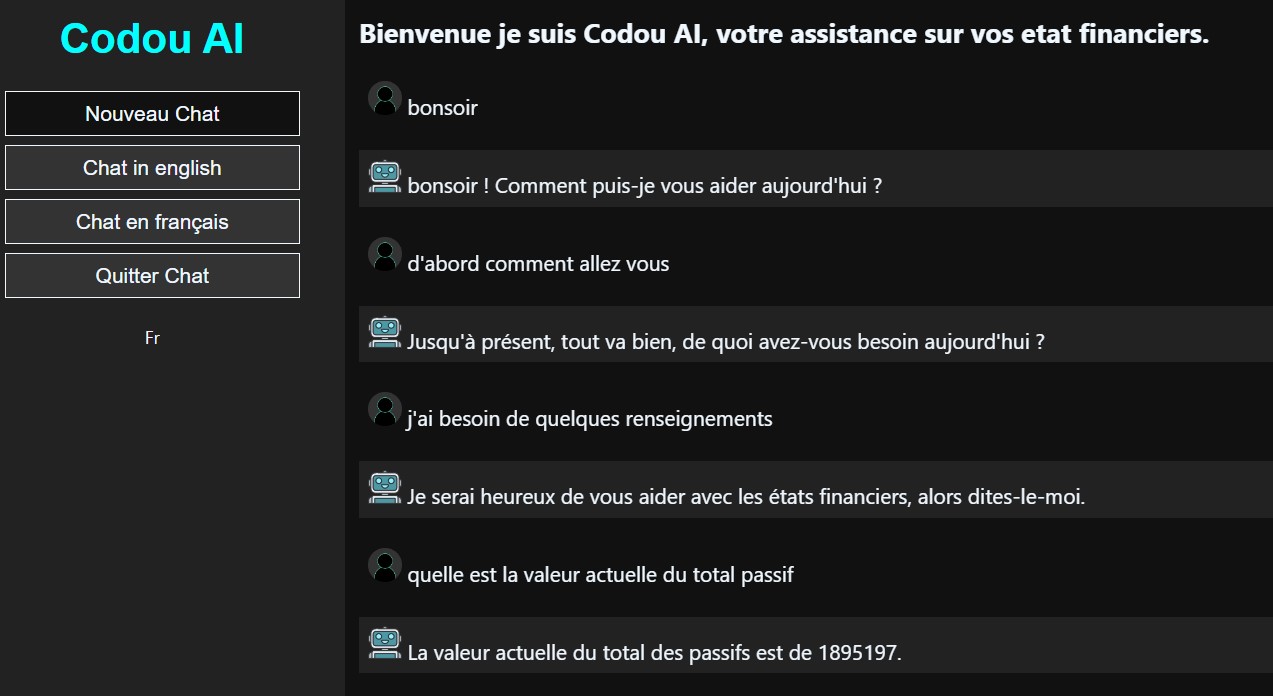 Codou AI
Nouveau Chat
Chat in english
Chat en français
Quitter Chat
Fr
Bienvenue je suis Codou AI, votre assistance sur vos etat financiers.
bonsoir
bonsoir ! Comment puis-je vous aider aujourd'hui ?
d'abord comment allez vous
Jusqu'à présent, tout va bien, de quoi avez-vous besoin aujourd'hui ?
j'ai besoin de quelques renseignements
Je serai heureux de vous aider avec les états financiers, alors dites-le-moi.
quelle est la valeur actuelle du total passif
La valeur actuelle du total des passifs est de 1895197.